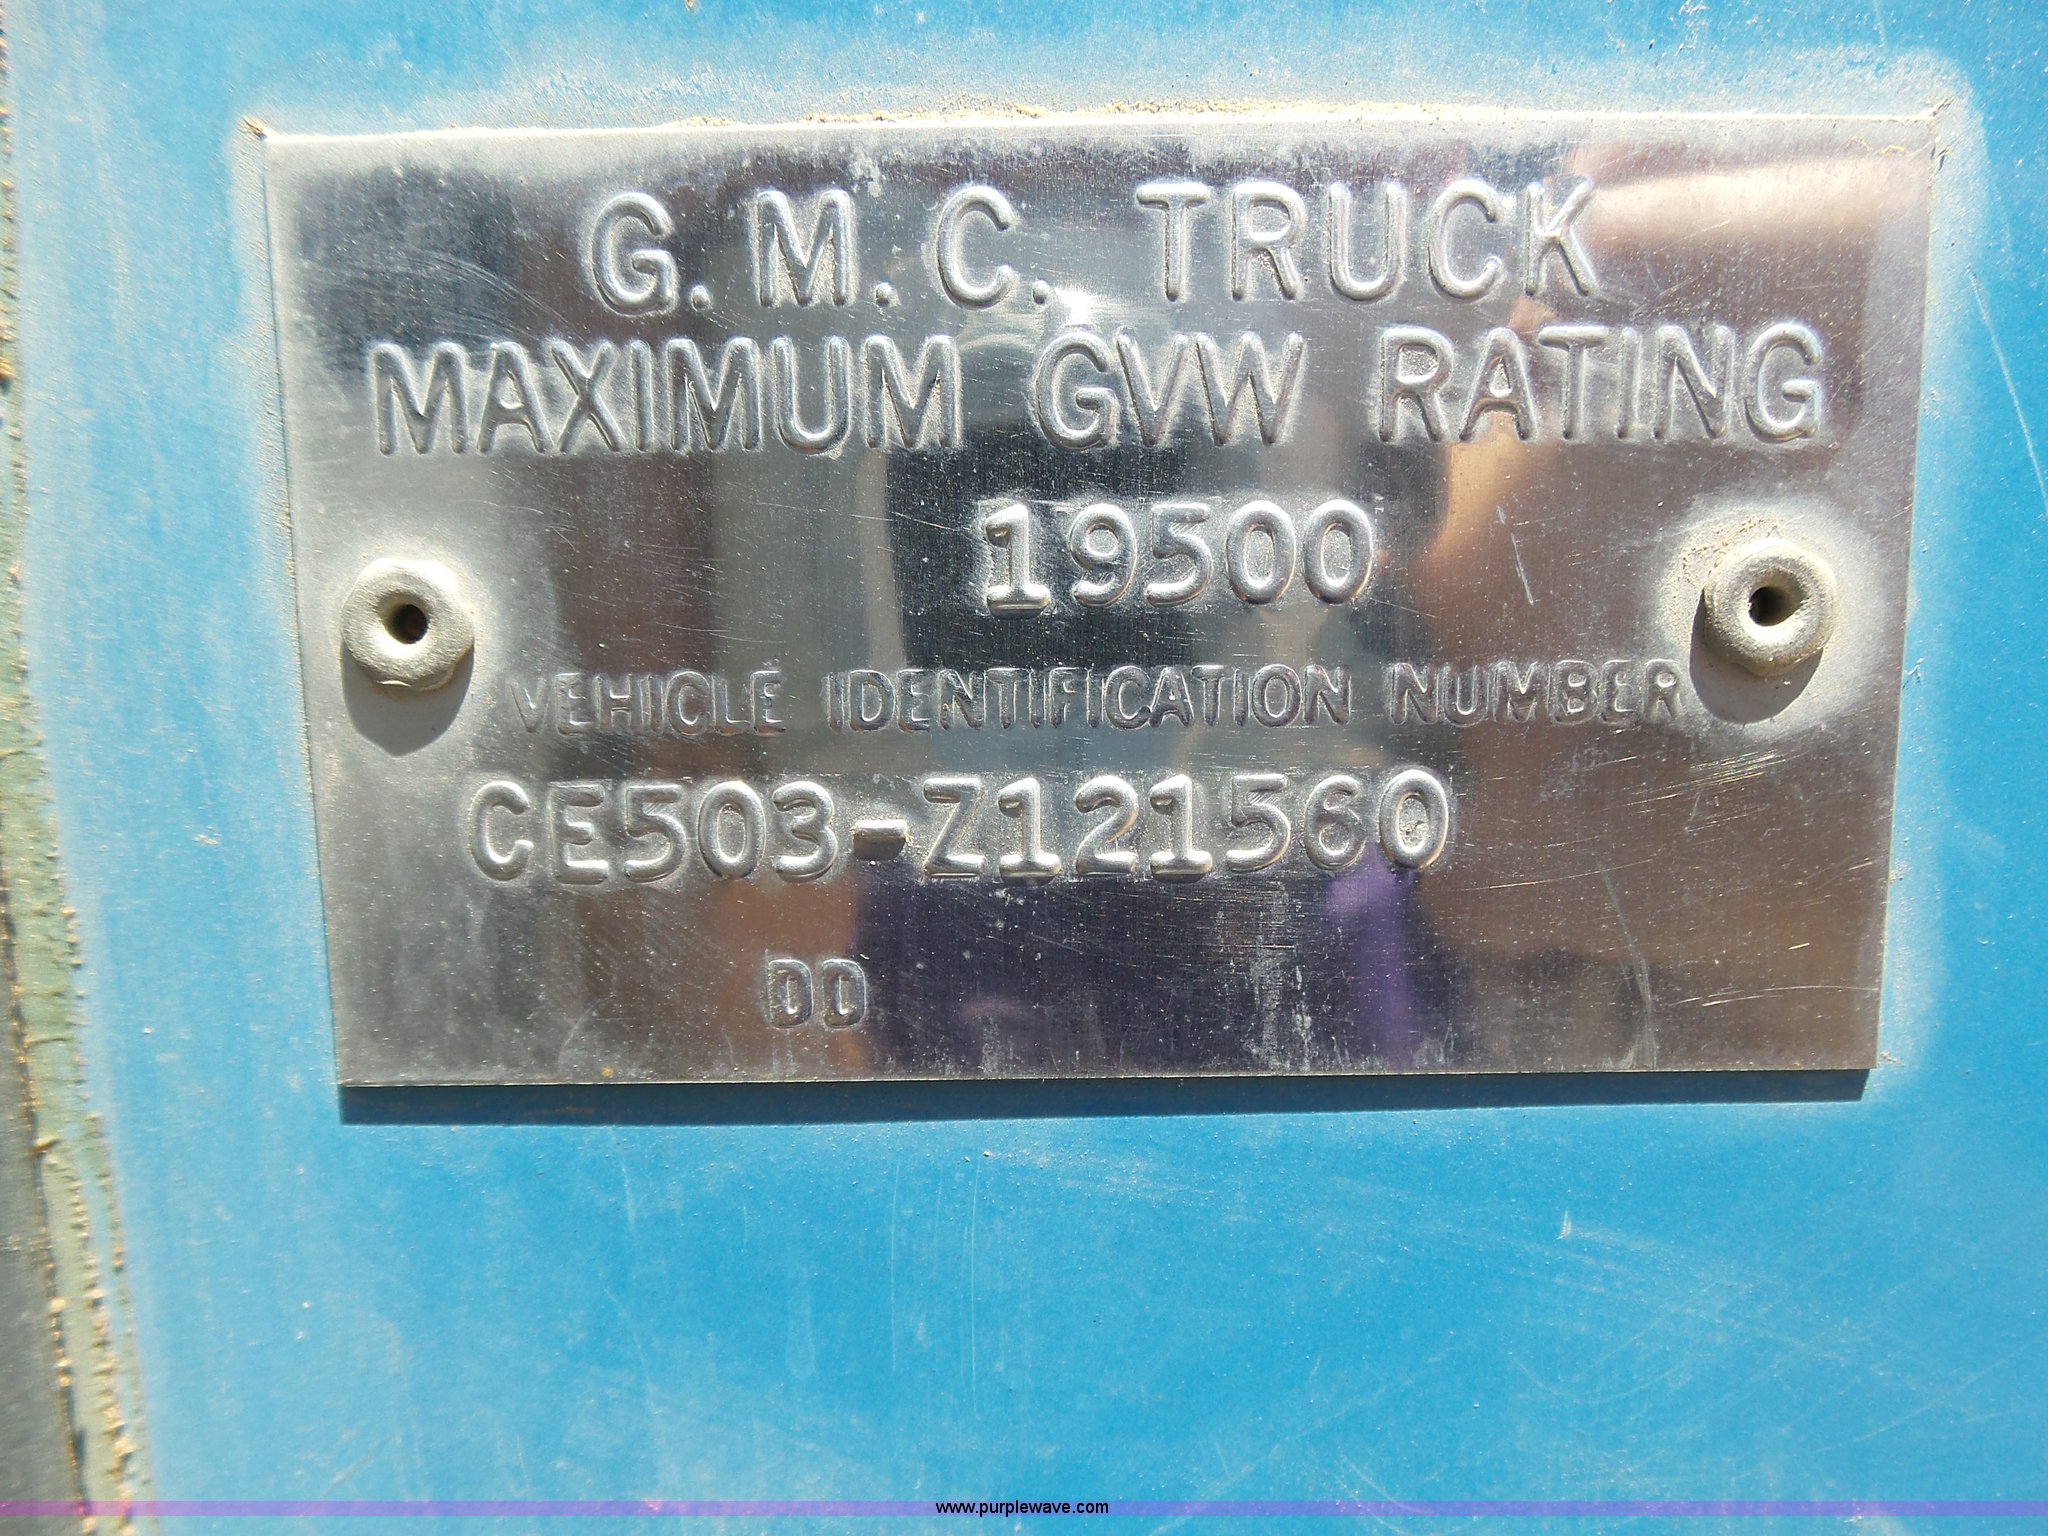 G.M.C. TRUCK
MAXIMUM GVW RATING
19500
VEHICLE IDENTIFICATION NUMBER
CE503-Z121560
DD
www.purplewave.com